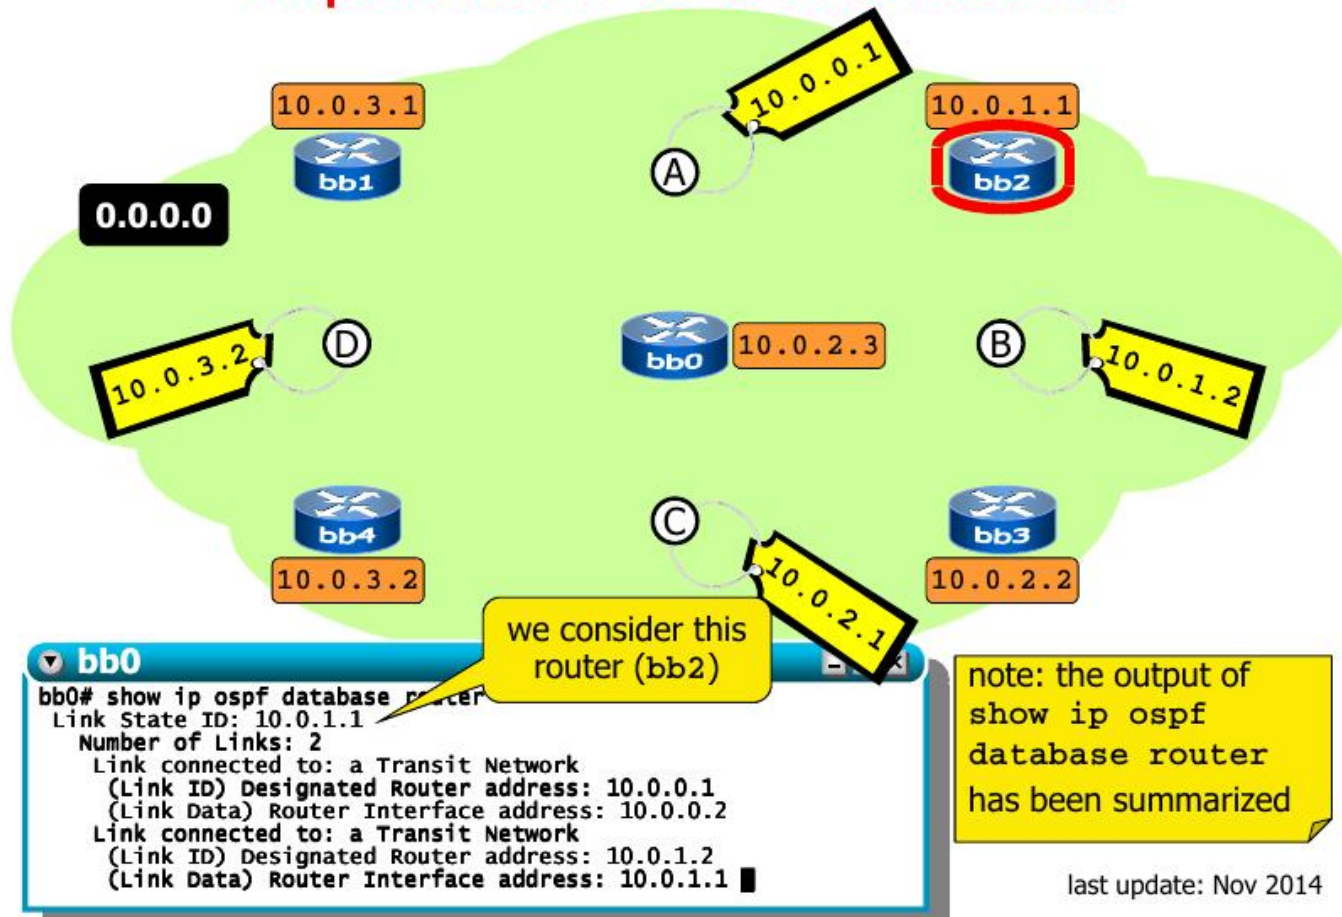 10.0.0.1
10.0.3.1
10.0.1.1
bb1
A
bb2
0.0.0.0
10.0.3.2
D
bb0
10.0.2.3
B
10.0.1.2
bb4
C
bb3
10.0.3.2
10.0.2.1
10.0.2.2
we consider this
router (bb2)
bb0
bb0# show ip ospf database router
Link State ID: 10.0.1.1
Number of Links: 2
Link connected to: a Transit Network
(Link ID) Designated Router address: 10.0.0.1
(Link Data) Router Interface address: 10.0.0.2
Link connected to: a Transit Network
(Link ID) Designated Router address: 10.0.1.2
(Link Data) Router Interface address: 10.0.1.1
note: the output of
show ip ospf
database router
has been summarized
last update: Nov 2014